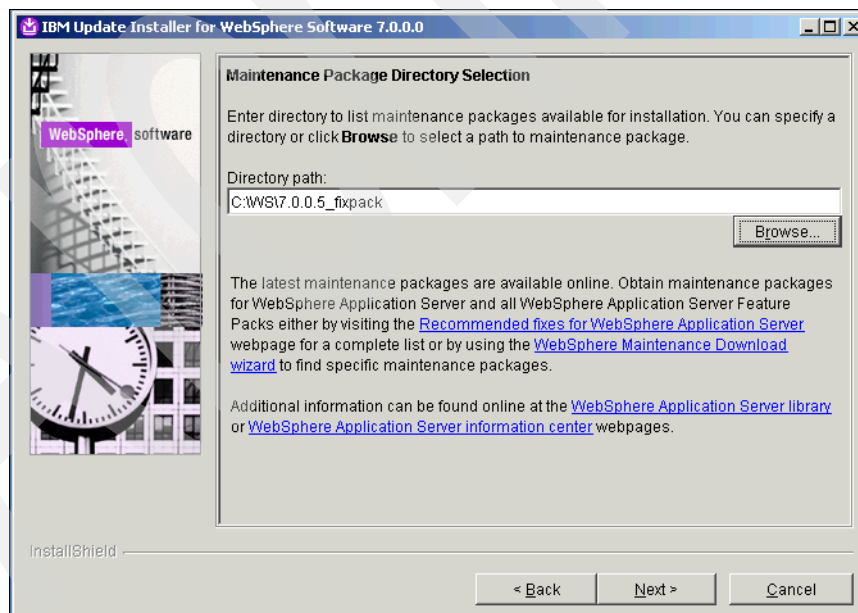 IBM Update Installer for WebSphere Software 7.0.0.0
WebSphere. software
Maintenance Package Directory Selection
Enter directory to list maintenance packages available for installation. You can specify a
directory or click Browse to select a path to maintenance package.
Directory path:
C:\WS\7.0.0.5_fixpack
Browse...
The latest maintenance packages are available online. Obtain maintenance packages
for WebSphere Application Server and all WebSphere Application Server Feature
Packs either by visiting the Recommended fixes for WebSphere Application Server
webpage for a complete list or by using the WebSphere Maintenance Download
wizard to find specific maintenance packages.
Additional information can be found online at the WebSphere Application Server library
or WebSphere Application Server information center webpages.
InstallShield
< Back
Next >
Cancel